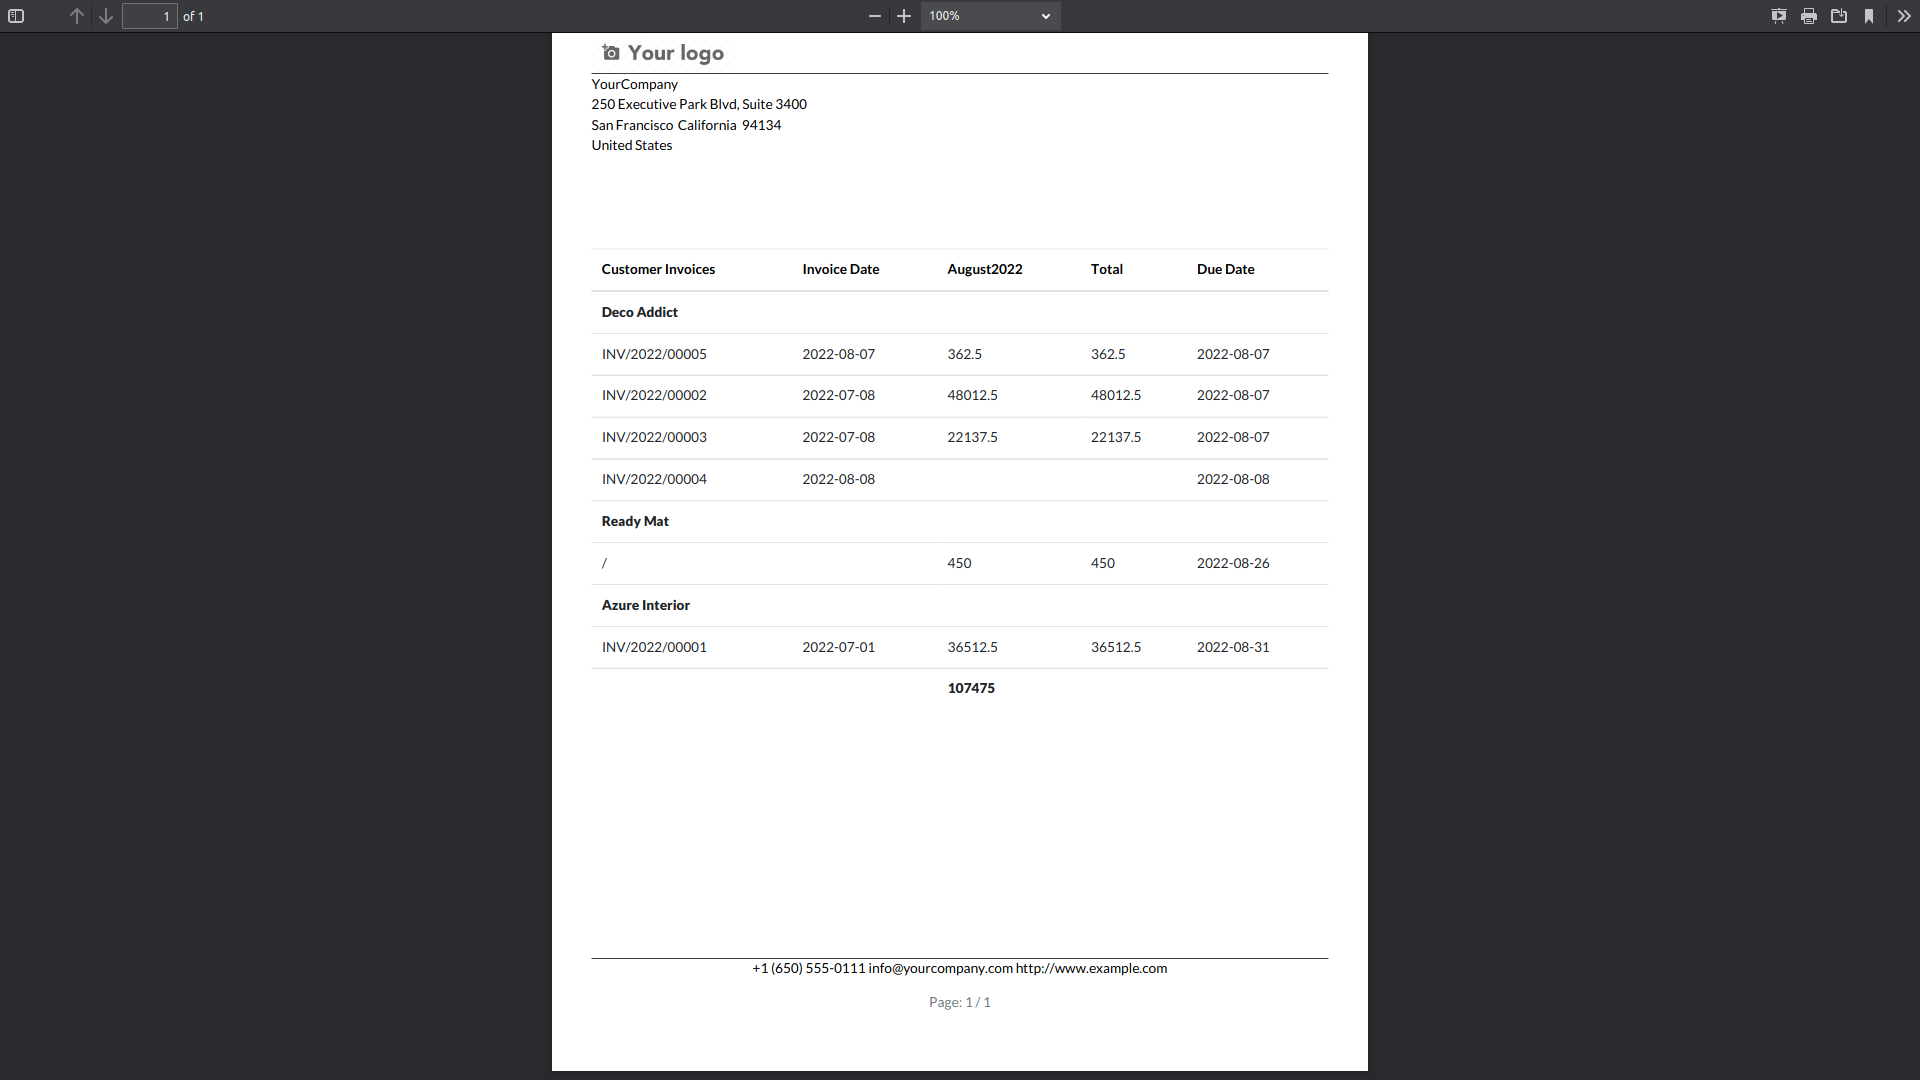 1 of 1 100%
Your logo
YourCompany
250 Executive Park Blvd, Suite 3400
San Francisco California 94134
United States
Customer Invoices Invoice Date August2022 Total Due Date
Deco Addict
INV/2022/00005 2022-08-07 362.5 362.5 2022-08-07
INV/2022/00002 2022-07-08 48012.5 48012.5 2022-08-07
INV/2022/00003 2022-07-08 22137.5 22137.5 2022-08-07
INV/2022/00004 2022-08-08 2022-08-08
Ready Mat
/ 450 450 2022-08-26
Azure Interior
INV/2022/00001 2022-07-01 36512.5 36512.5 2022-08-31
107475
+1 (650) 555-0111 info@yourcompany.com http://www.example.com
Page: 1 / 1